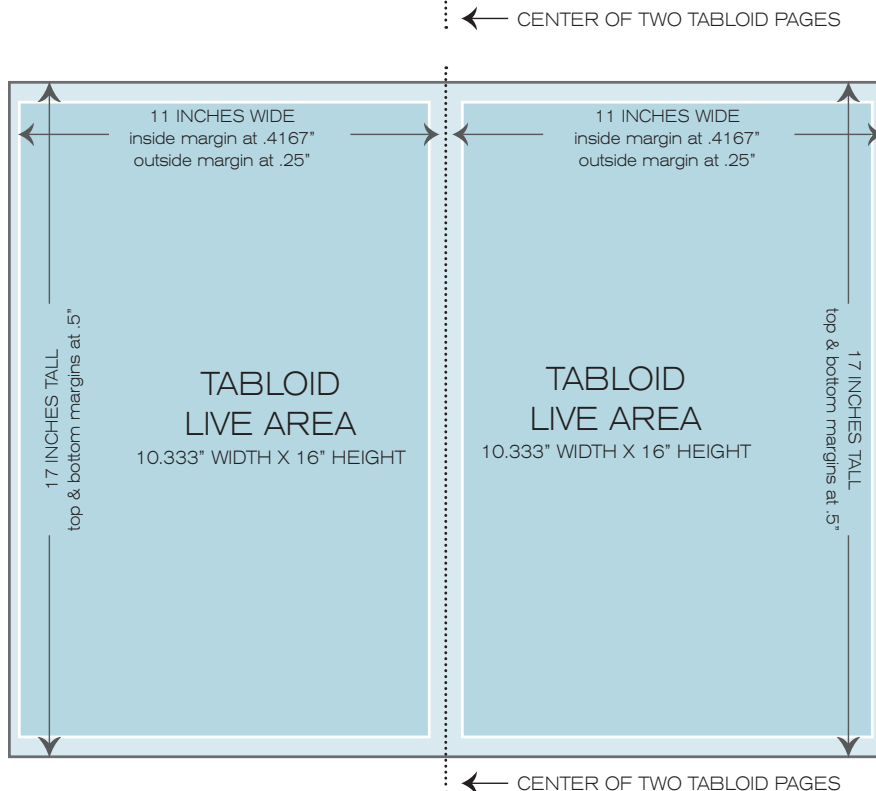 CENTER OF TWO TABLOID PAGES
11 INCHES WIDE
inside margin at .4167”
outside margin at .25”
11 INCHES WIDE
inside margin at .4167”
outside margin at .25”
17 INCHES TALL
top & bottom margins at .5”
TABLOID
LIVE AREA
10.333” WIDTH X 16” HEIGHT
TABLOID
LIVE AREA
10.333” WIDTH X 16” HEIGHT
17 INCHES TALL
top & bottom margins at .5”
CENTER OF TWO TABLOID PAGES